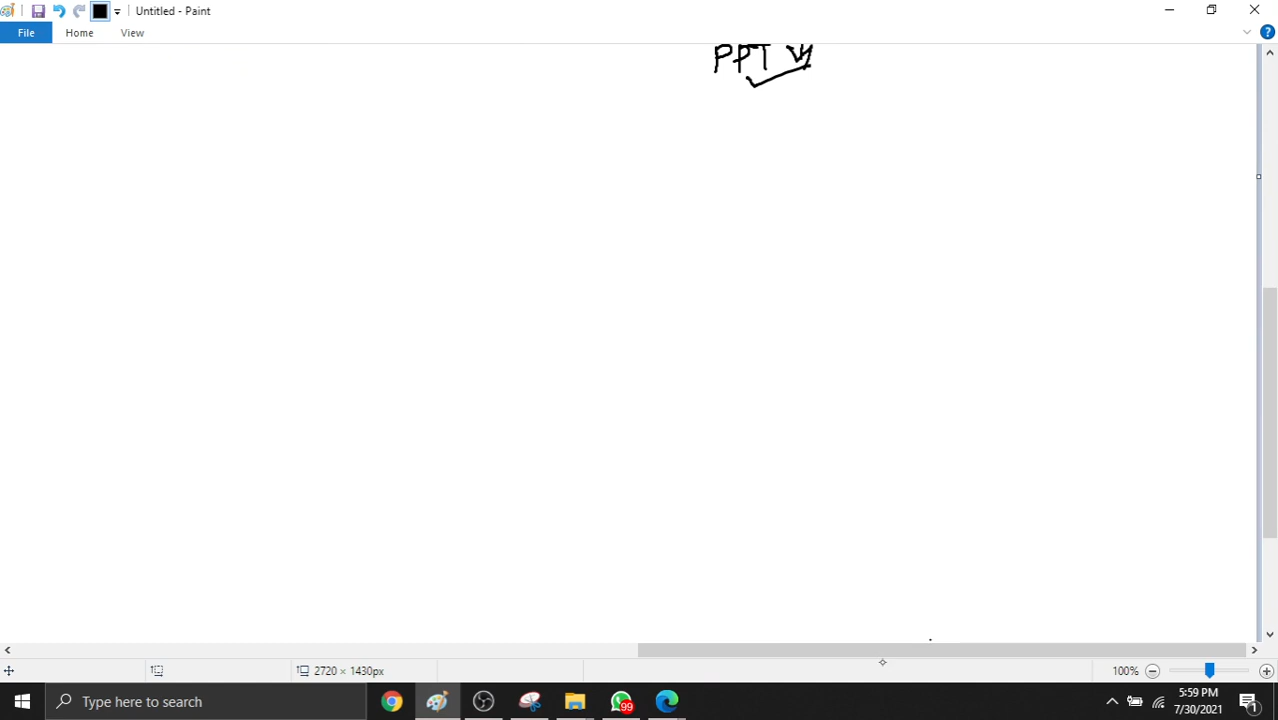 Untitled - Paint
File Home View
PPT
2720 × 1430px
100%
Type here to search
99
5:59 PM
7/30/2021
1